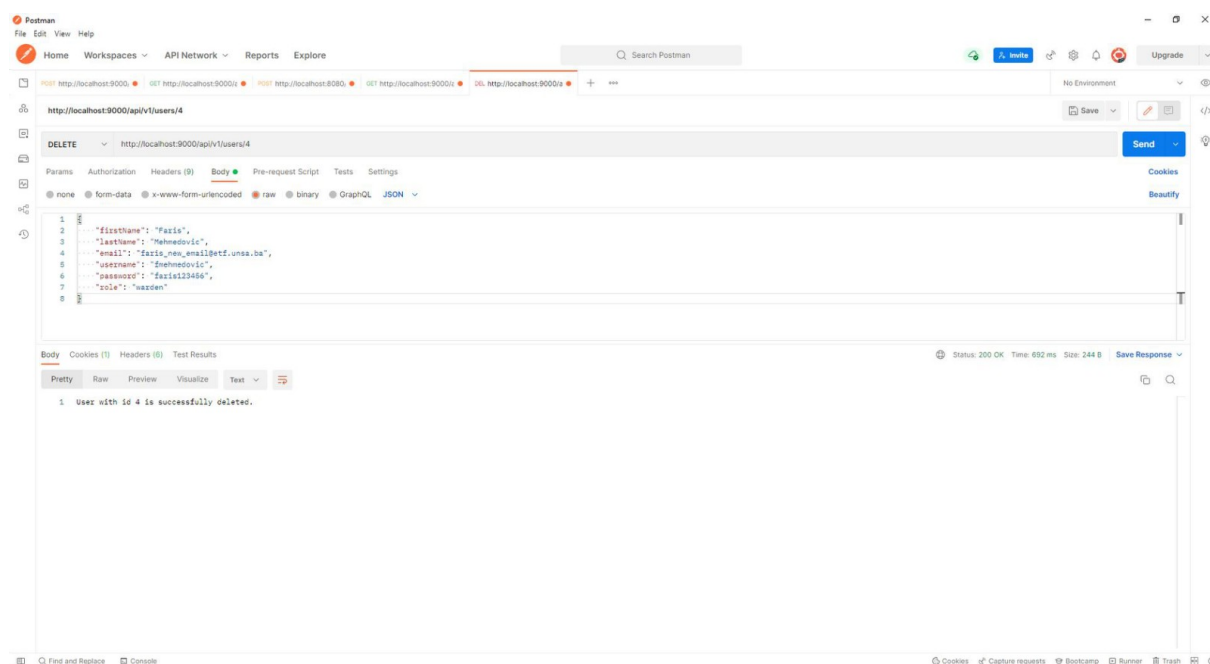 Postman
File Edit View Help
Home Workspaces API Network Reports Explore Search Postman Invite Upgrade
POST http://localhost:9000/ GET http://localhost:9000/a POST http://localhost:8080/ GET http://localhost:9000/a DEL http://localhost:9000/a + ••• No Environment
http://localhost:9000/api/v1/users/4 Save
DELETE http://localhost:9000/api/v1/users/4 Send
Params Authorization Headers (9) Body Pre-request Script Tests Settings Cookies
none form-data x-www-form-urlencoded raw binary GraphQL JSON Beautify
1 {
2 "firstName": "Faris",
3 "lastName": "Mehmedovic",
4 "email": "faris_new_email@etf.unsa.ba",
5 "username": "fmehmedovic",
6 "password": "faris123456",
7 "role": "warden"
8 }
Body Cookies (1) Headers (6) Test Results Status: 200 OK Time: 692 ms Size: 244 B Save Response
Pretty Raw Preview Visualize Text
1 User with id 4 is successfully deleted.
Find and Replace Console Cookies Capture requests Bootcamp Runner Trash